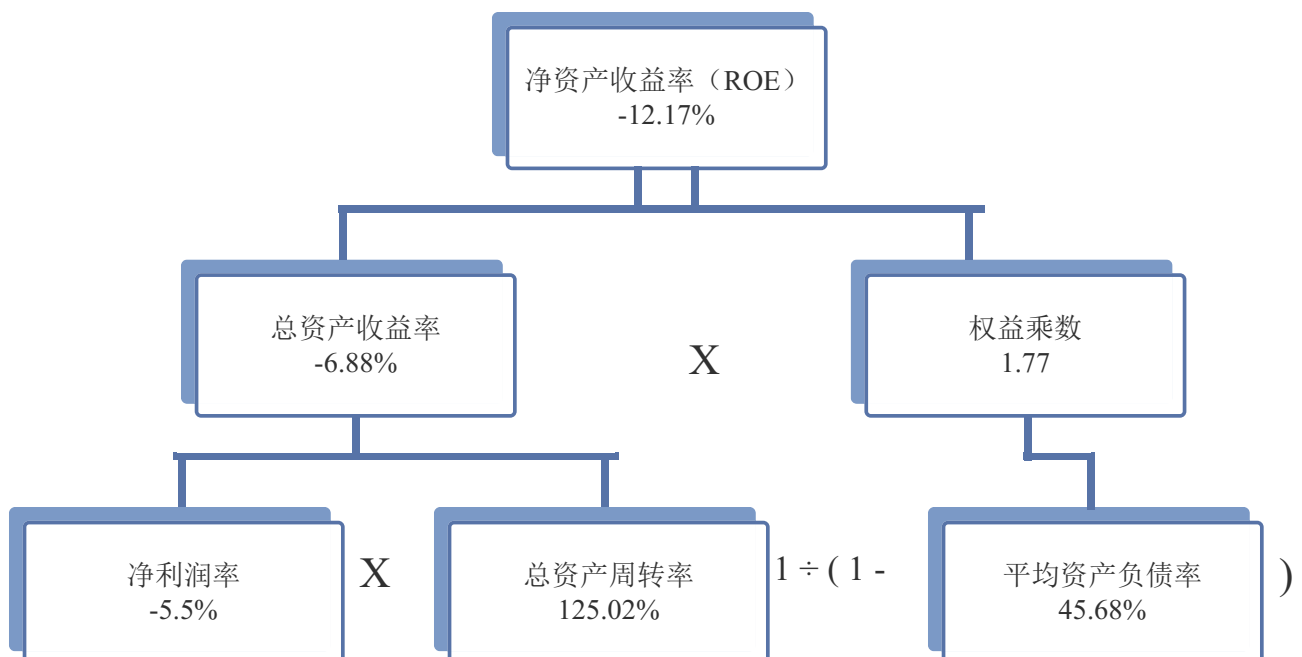 净资产收益率（ROE）
-12.17%
总资产收益率
-6.88%
X
权益乘数
1.77
净利润率
-5.5%
X
总资产周转率
125.02%
1 ÷ ( 1 -
平均资产负债率
45.68%
)